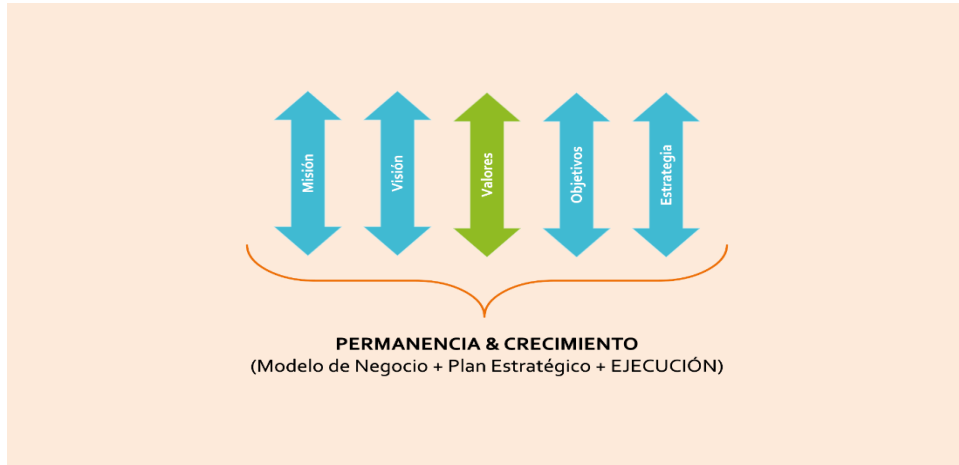 Misión
Visión
Valores
Objetivos
Estrategia
PERMANENCIA & CRECIMIENTO
(Modelo de Negocio + Plan Estratégico + EJECUCIÓN)